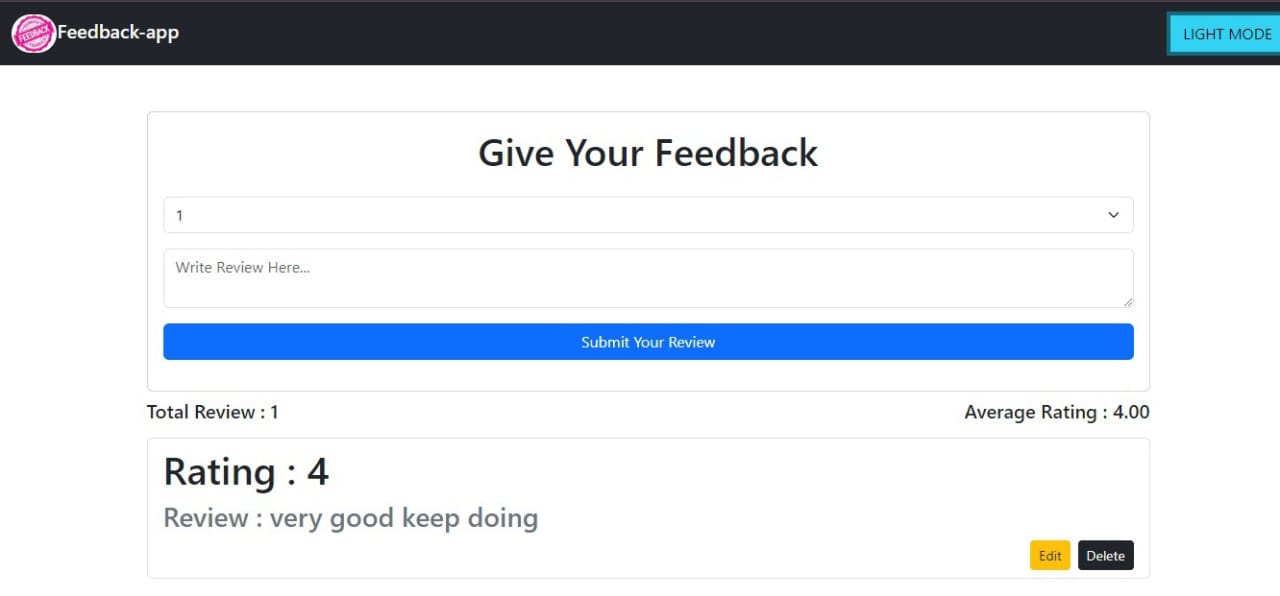 FEEDBACK
Feedback-app
LIGHT MODE
Give Your Feedback
1
Write Review Here...
Submit Your Review
Total Review : 1
Average Rating : 4.00
Rating : 4
Review : very good keep doing
Edit
Delete